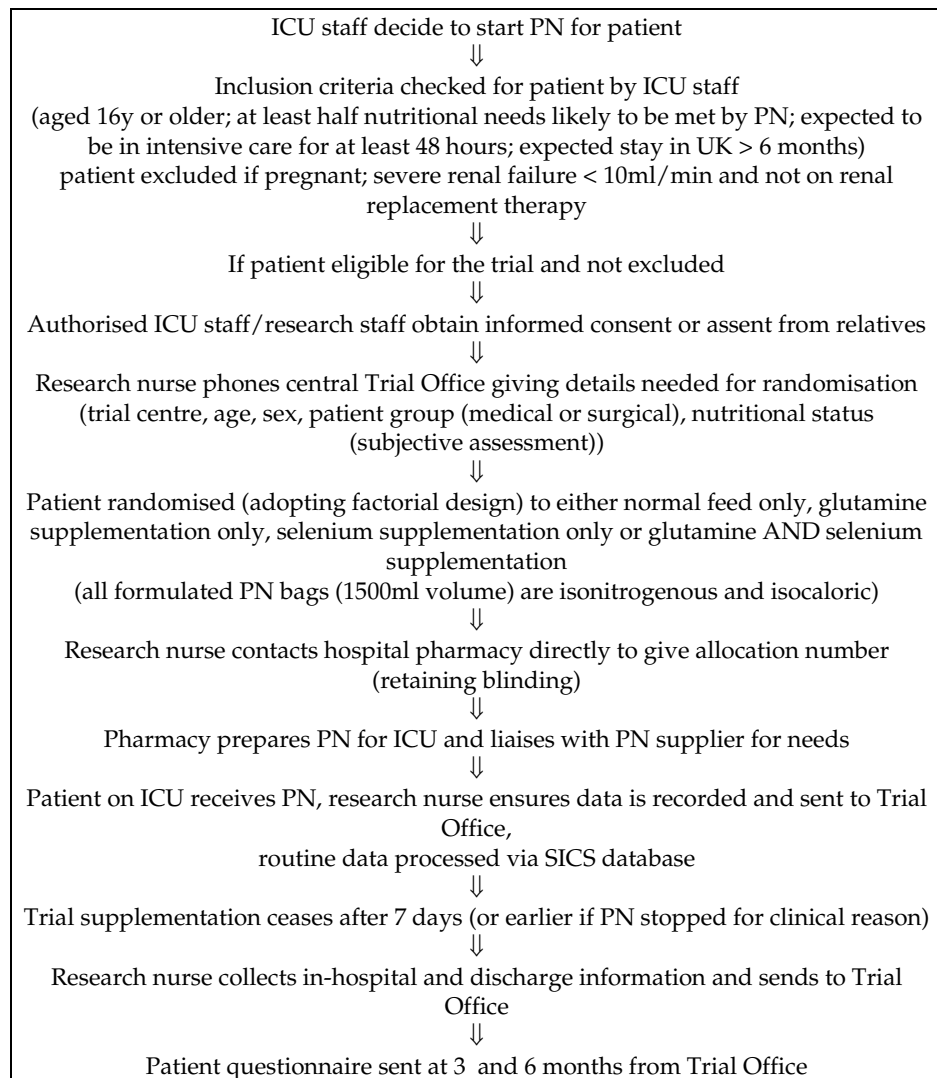 ICU staff decide to start PN for patient
⇓
Inclusion criteria checked for patient by ICU staff
(aged 16y or older; at least half nutritional needs likely to be met by PN; expected to
be in intensive care for at least 48 hours; expected stay in UK > 6 months)
patient excluded if pregnant; severe renal failure < 10ml/min and not on renal
replacement therapy
⇓
If patient eligible for the trial and not excluded
⇓
Authorised ICU staff/research staff obtain informed consent or assent from relatives
⇓
Research nurse phones central Trial Office giving details needed for randomisation
(trial centre, age, sex, patient group (medical or surgical), nutritional status
(subjective assessment))
⇓
Patient randomised (adopting factorial design) to either normal feed only, glutamine
supplementation only, selenium supplementation only or glutamine AND selenium
supplementation
(all formulated PN bags (1500ml volume) are isonitrogenous and isocaloric)
⇓
Research nurse contacts hospital pharmacy directly to give allocation number
(retaining blinding)
⇓
Pharmacy prepares PN for ICU and liaises with PN supplier for needs
⇓
Patient on ICU receives PN, research nurse ensures data is recorded and sent to Trial
Office,
routine data processed via SICS database
⇓
Trial supplementation ceases after 7 days (or earlier if PN stopped for clinical reason)
⇓
Research nurse collects in-hospital and discharge information and sends to Trial
Office
⇓
Patient questionnaire sent at 3 and 6 months from Trial Office